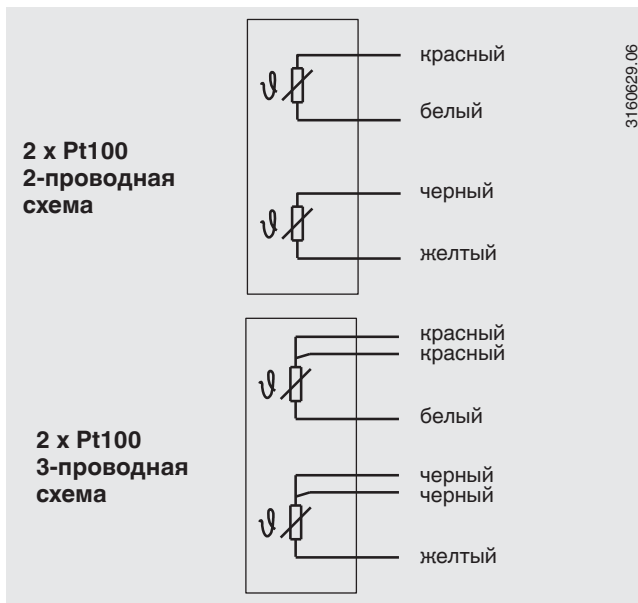 красный
белый
2 x Pt100
2-проводная
схема
черный
желтый
красный
красный
белый
2 x Pt100
3-проводная
схема
черный
черный
желтый
3160629.06
ϑ
ϑ
ϑ
ϑ